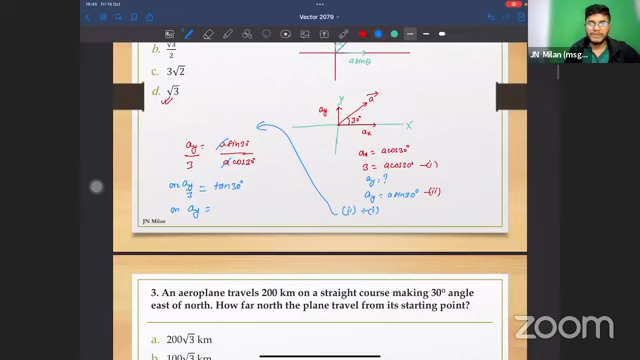 19:45 Fri 14 Oct
Vector 2079
JN Milan (msg...
b. √3/2
c. 3√2
d. √3
a sinθ
Y
ay
a⃗
30°
ax
X
ay/3 = a sin30°/a cos30°
or, ay/3 = tan30°
or, ay =
ax = a cos30°
3 = a cos30° -(i)
ay = ?
ay = a sin30° -(ii)
(ii) ÷ (i)
JN Milan
3. An aeroplane travels 200 km on a straight course making 30° angle
east of north. How far north the plane travel from its starting point?
a. 200√3 km
b. 100√3 km
zoom